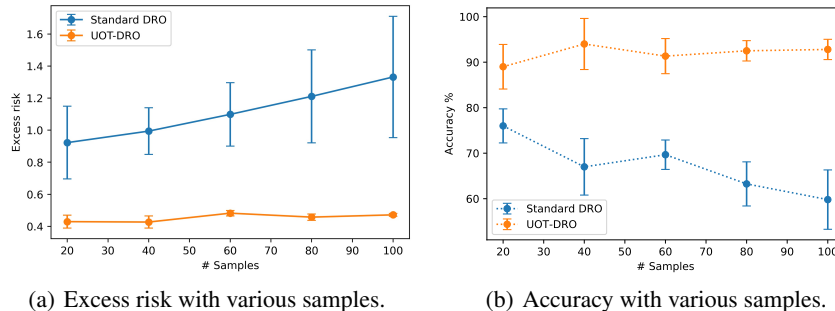 Standard DRO
UOT-DRO
1.6
1.4
1.2
1.0
0.8
0.6
0.4
Excess risk
20 30 40 50 60 70 80 90 100
# Samples
(a) Excess risk with various samples.
100
90
80
70
60
Accuracy %
Standard DRO
UOT-DRO
20 30 40 50 60 70 80 90 100
# Samples
(b) Accuracy with various samples.